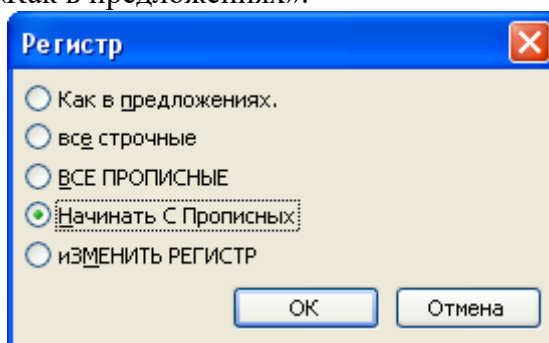 «Как в предложениях».
Регистр
Как в предложениях.
все строчные
ВСЕ ПРОПИСНЫЕ
Начинать С Прописных
иЗМЕНИТЬ РЕГИСТР
ОК
Отмена